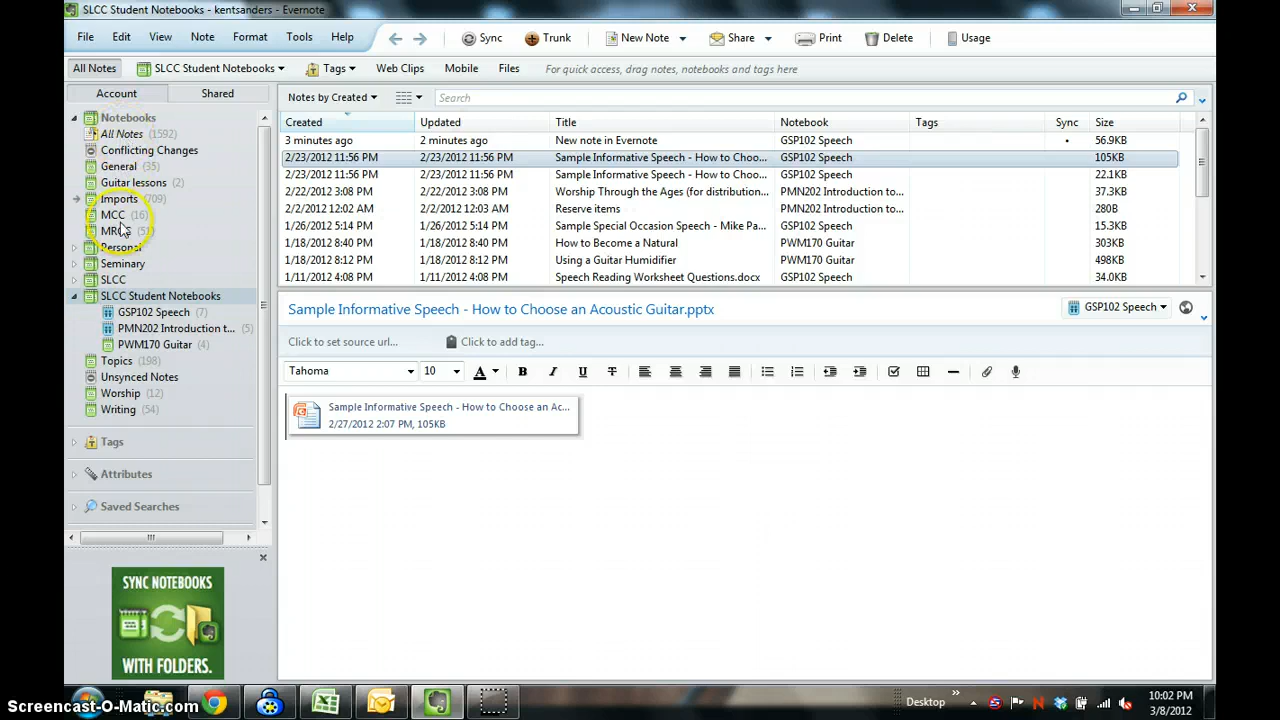 SLCC Student Notebooks - kentsanders - Evernote
File Edit View Note Format Tools Help Sync Trunk New Note Share Print Delete Usage
All Notes SLCC Student Notebooks Tags Web Clips Mobile Files For quick access, drag notes, notebooks and tags here
Account Shared
Notebooks
All Notes (1592)
Conflicting Changes
General (35)
Guitar lessons (2)
Imports (709)
MCC (16)
Personal
Seminary
SLCC
SLCC Student Notebooks
GSP102 Speech (7)
PMN202 Introduction t... (5)
PWM170 Guitar (4)
Topics (198)
Unsynced Notes
Worship (12)
Writing (54)
Tags
Attributes
Saved Searches
SYNC NOTEBOOKS
WITH FOLDERS.
Notes by Created Search
Created Updated Title Notebook Tags Sync Size
3 minutes ago 2 minutes ago New note in Evernote GSP102 Speech • 56.9KB
2/23/2012 11:56 PM 2/23/2012 11:56 PM Sample Informative Speech - How to Choo... GSP102 Speech 105KB
2/23/2012 11:56 PM 2/23/2012 11:56 PM Sample Informative Speech - How to Choo... GSP102 Speech 22.1KB
2/22/2012 3:08 PM 2/22/2012 3:08 PM Worship Through the Ages (for distribution... PMN202 Introduction to... 37.3KB
2/2/2012 12:02 AM 2/2/2012 12:03 AM Reserve items PMN202 Introduction to... 280B
1/26/2012 5:14 PM 1/26/2012 5:14 PM Sample Special Occasion Speech - Mike Pa... GSP102 Speech 15.3KB
1/18/2012 8:40 PM 1/18/2012 8:40 PM How to Become a Natural PWM170 Guitar 303KB
1/18/2012 8:12 PM 1/18/2012 8:12 PM Using a Guitar Humidifier PWM170 Guitar 498KB
1/11/2012 4:08 PM 1/11/2012 4:08 PM Speech Reading Worksheet Questions.docx GSP102 Speech 34.0KB
Sample Informative Speech - How to Choose an Acoustic Guitar.pptx GSP102 Speech
Click to set source url... Click to add tag...
Tahoma 10 A B I U T
Sample Informative Speech - How to Choose an Ac...
2/27/2012 2:07 PM, 105KB
Desktop 10:02 PM
3/8/2012
Screencast-O-Matic.com